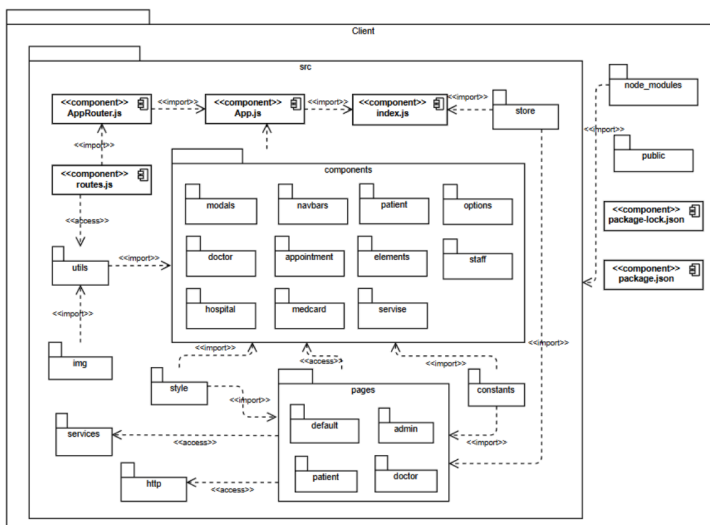 Client
src
<<component>>
AppRouter.js
<<import>>
<<component>>
App.js
<<import>>
<<component>>
index.js
<<import>>
store
node_modules
<<import>>
<<import>>
public
<<component>>
routes.js
components
modals
navbars
patient
options
<<component>>
package-lock.json
<<access>>
utils
<<import>>
doctor
appointment
elements
staff
<<component>>
package.json
hospital
medcard
servise
<<import>>
img
<<import>>
<<access>>
<<import>>
<<import>>
style
pages
constants
<<import>>
default
admin
services
<<access>>
<<import>>
patient
doctor
http
<<access>>